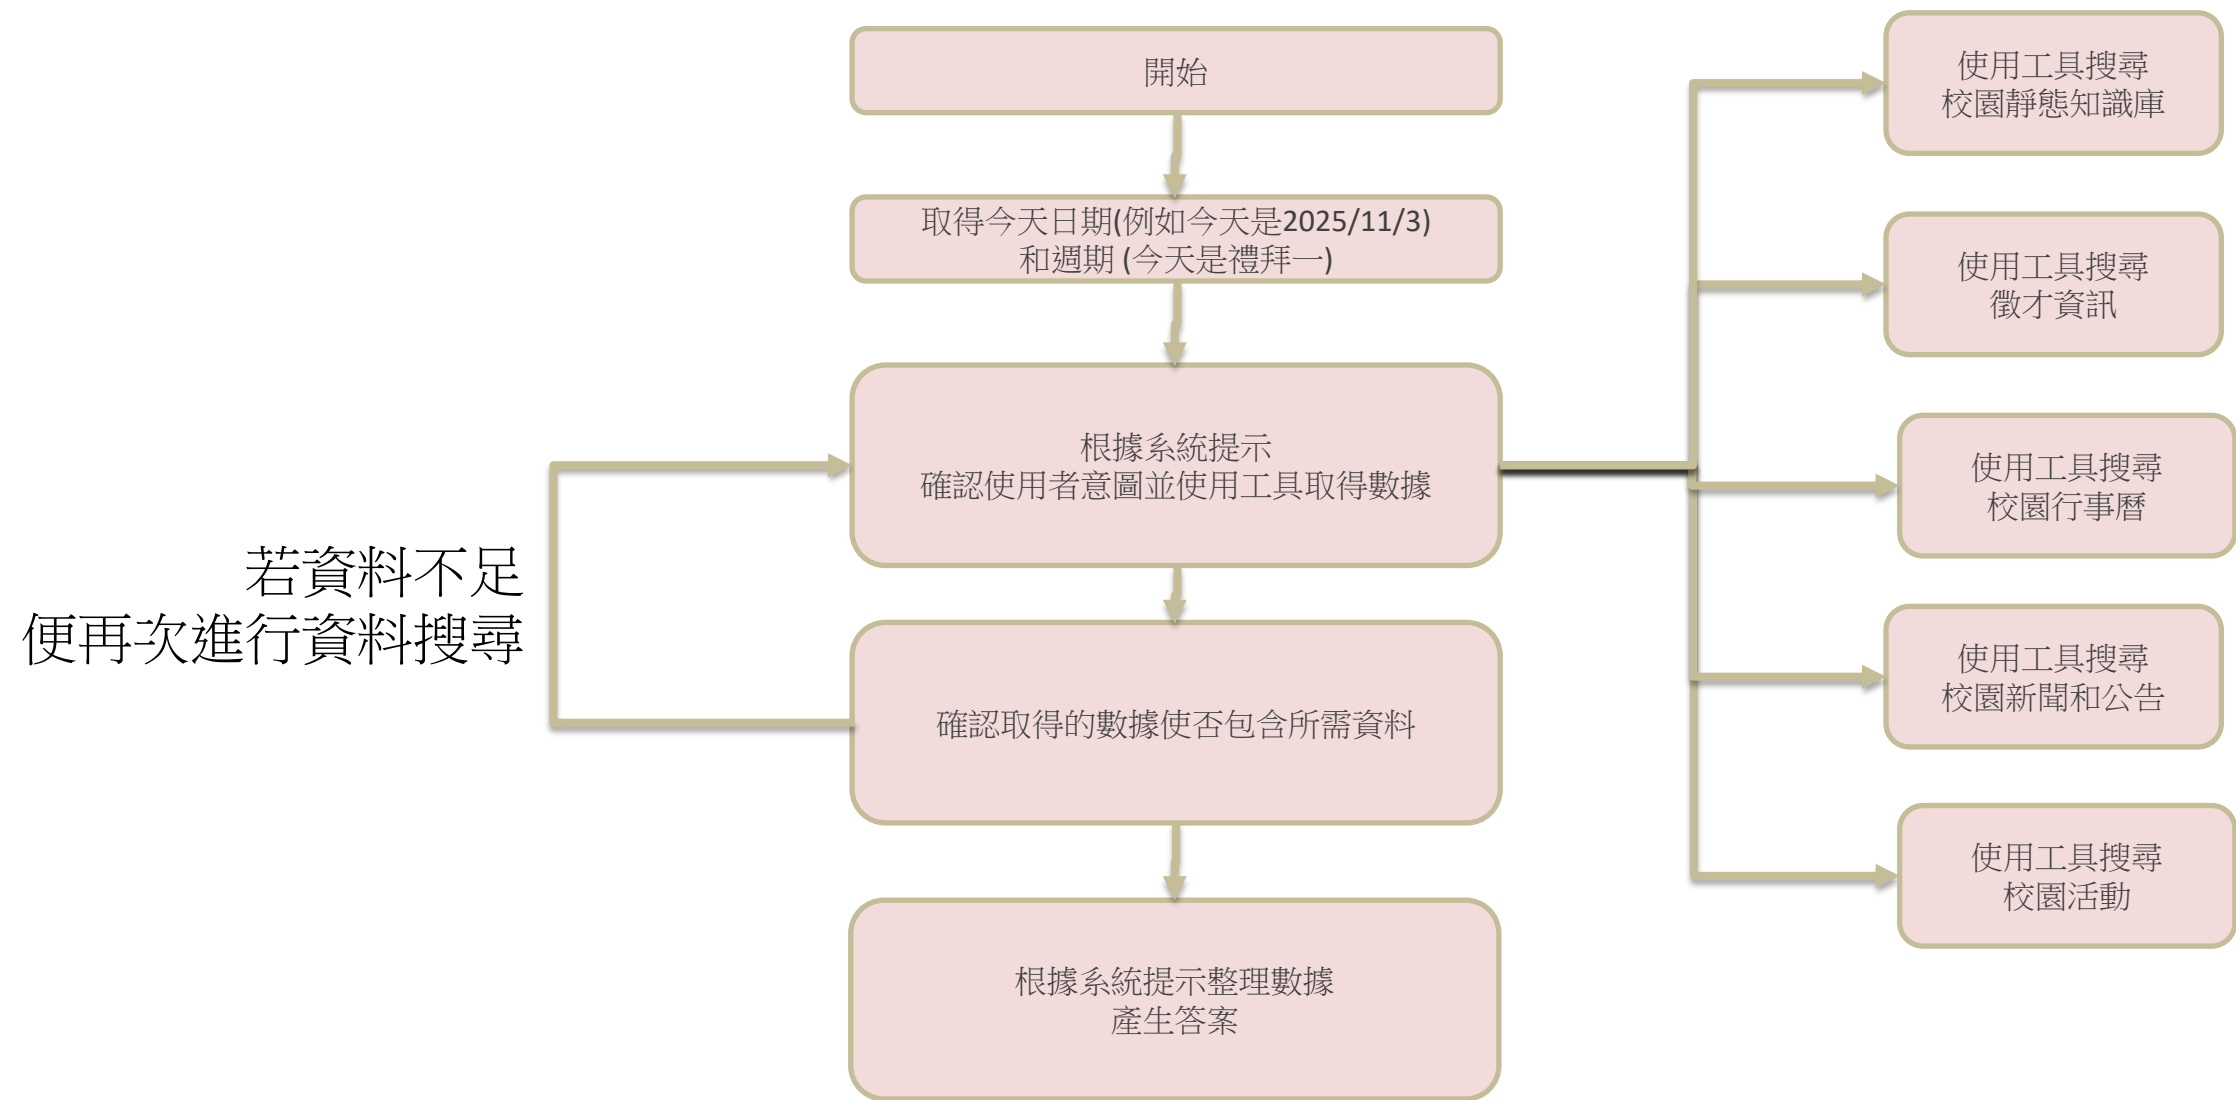 開始
取得今天日期(例如今天是2025/11/3)
和週期 (今天是禮拜一)
根據系統提示
確認使用者意圖並使用工具取得數據
若資料不足
便再次進行資料搜尋
確認取得的數據使否包含所需資料
根據系統提示整理數據
產生答案
使用工具搜尋
校園靜態知識庫
使用工具搜尋
徵才資訊
使用工具搜尋
校園行事曆
使用工具搜尋
校園新聞和公告
使用工具搜尋
校園活動